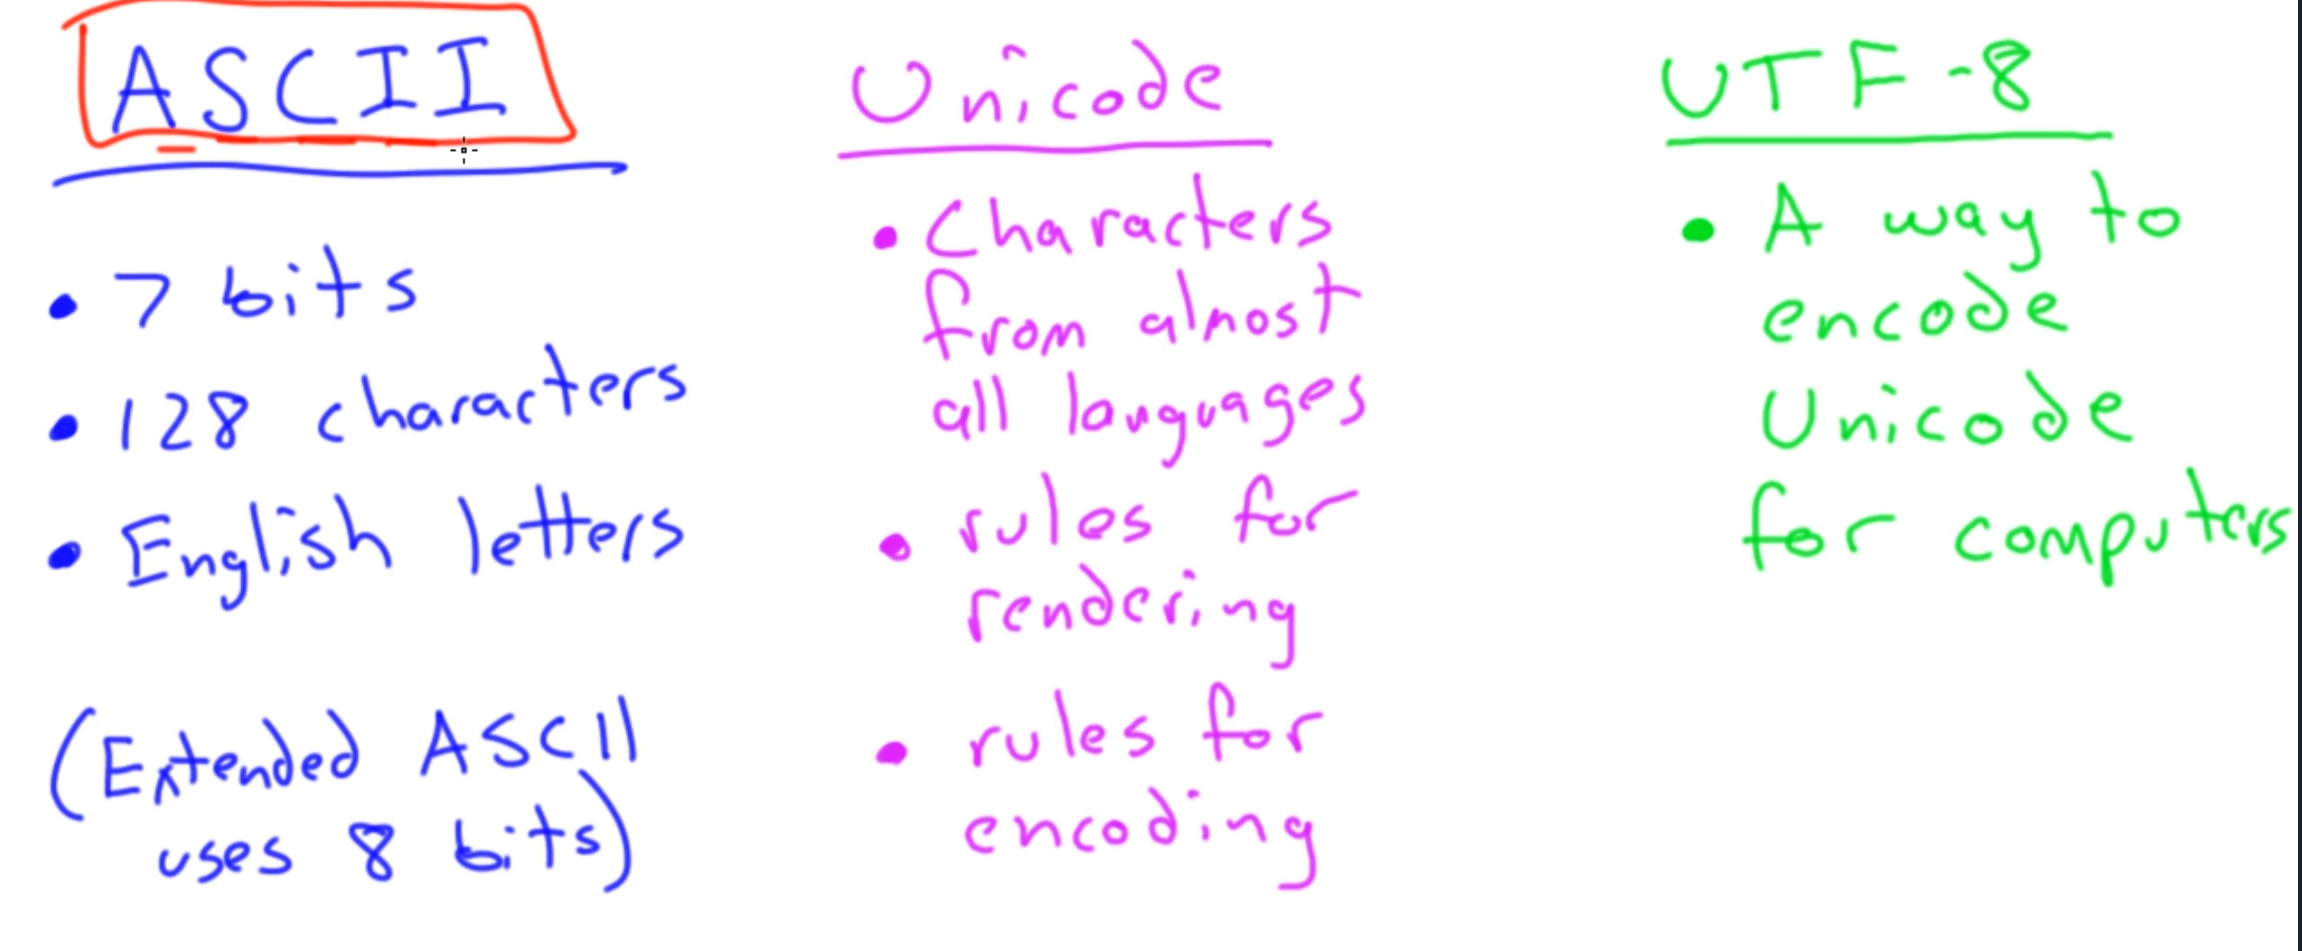 ASCII
• 7 bits
• 128 characters
• English letters
(Extended ASCII
uses 8 bits)
Unicode
• Characters
from almost
all languages
• rules for
rendering
• rules for
encoding
UTF-8
• A way to
encode
Unicode
for computers